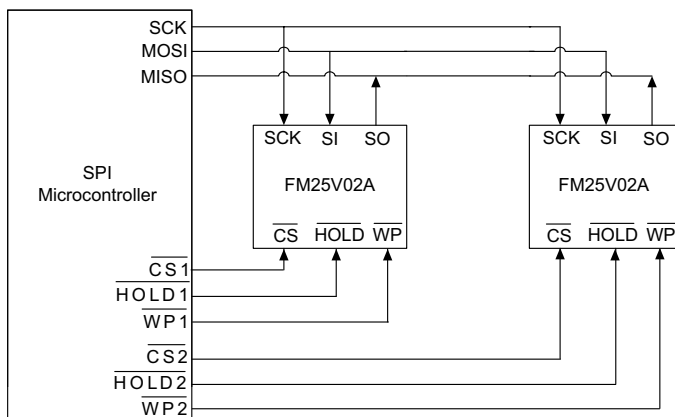 SCK
MOSI
MISO
SCK SI SO
SCK SI SO
SPI
Microcontroller
FM25V02A
FM25V02A
CS HOLD WP
CS HOLD WP
CS1
HOLD1
WP1
CS2
HOLD2
WP2